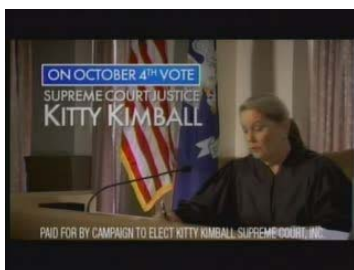 ON OCTOBER 4TH VOTE
SUPREME COURT JUSTICE
KITTY KIMBALL
PAID FOR BY CAMPAIGN TO ELECT KITTY KIMBALL SUPREME COURT, INC.